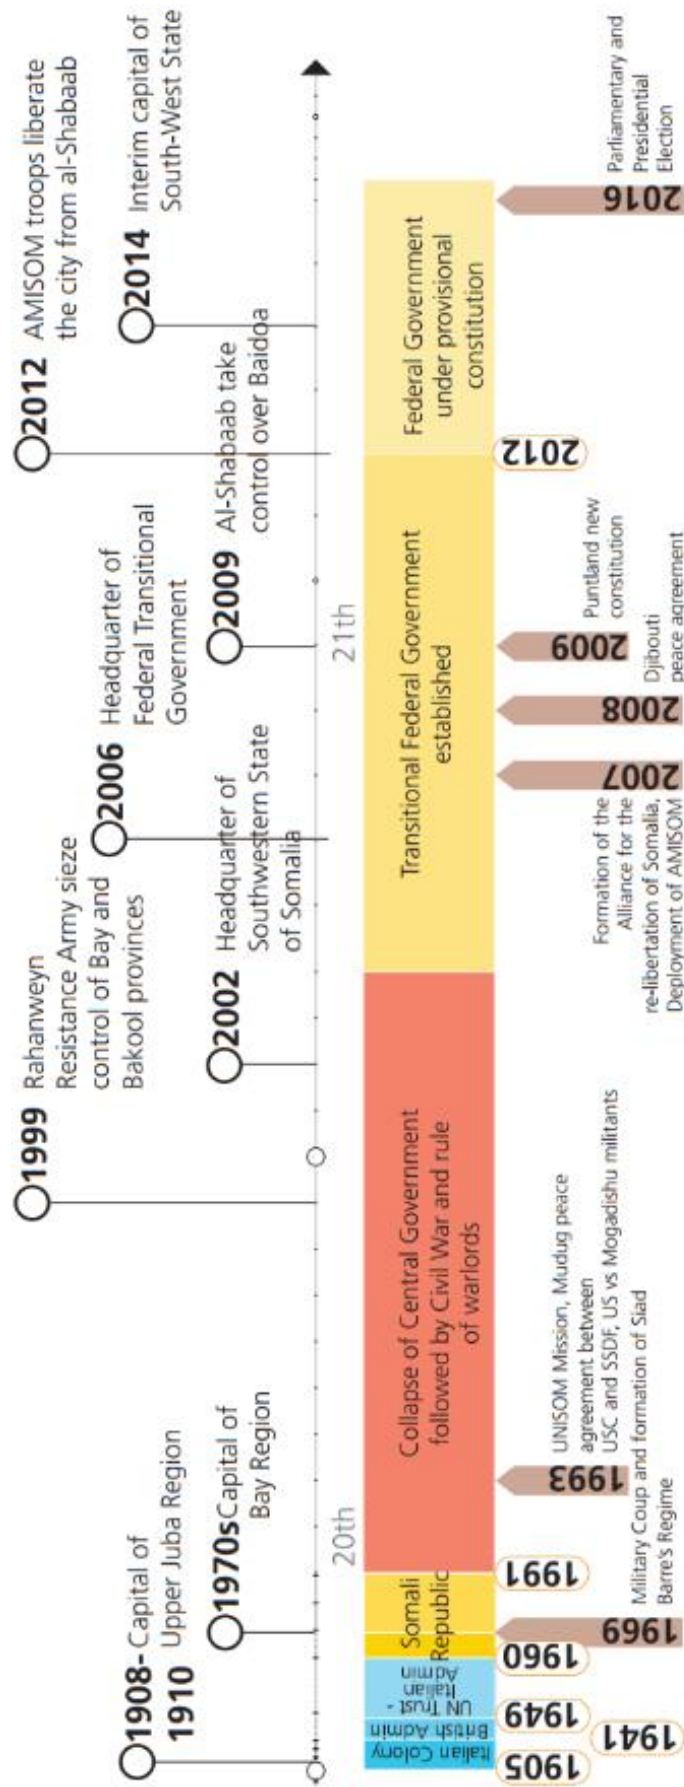 1908-
1910
Capital of
Upper Juba Region
1970s
Capital of
Bay Region
1999
Rahanweyn
Resistance Army sieze
control of Bay and
Bakool provinces
2002
Headquarter of
Southwestern State
of Somalia
2006
Headquarter of
Federal Transitional
Government
2009
Al-Shabaab take
control over Baidoa
2012
AMISOM troops liberate
the city from al-Shabaab
2014
Interim capital of
South-West State
20th
21th
Italian Colony
British Admin
UN Trust -
Italian
Admin
Somali
Republic
Collapse of Central Government
followed by Civil War and rule
of warlords
Transitional Federal Government
established
Federal Government
under provisional
constitution
1905
1941
1949
1960
1969
Military Coup and formation of Siad
Barre's Regime
1991
1993
UNISOM Mission, Mudug peace
agreement between
USC and SSDF, US vs Mogadishu militants
2007
Formation of the
Alliance for the
re-libertation of Somalia,
Deployment of AMISOM
2008
Djibouti
peace agreement
2009
Puntland new
constitution
2012
2016
Parliamentary and
Presidential
Election